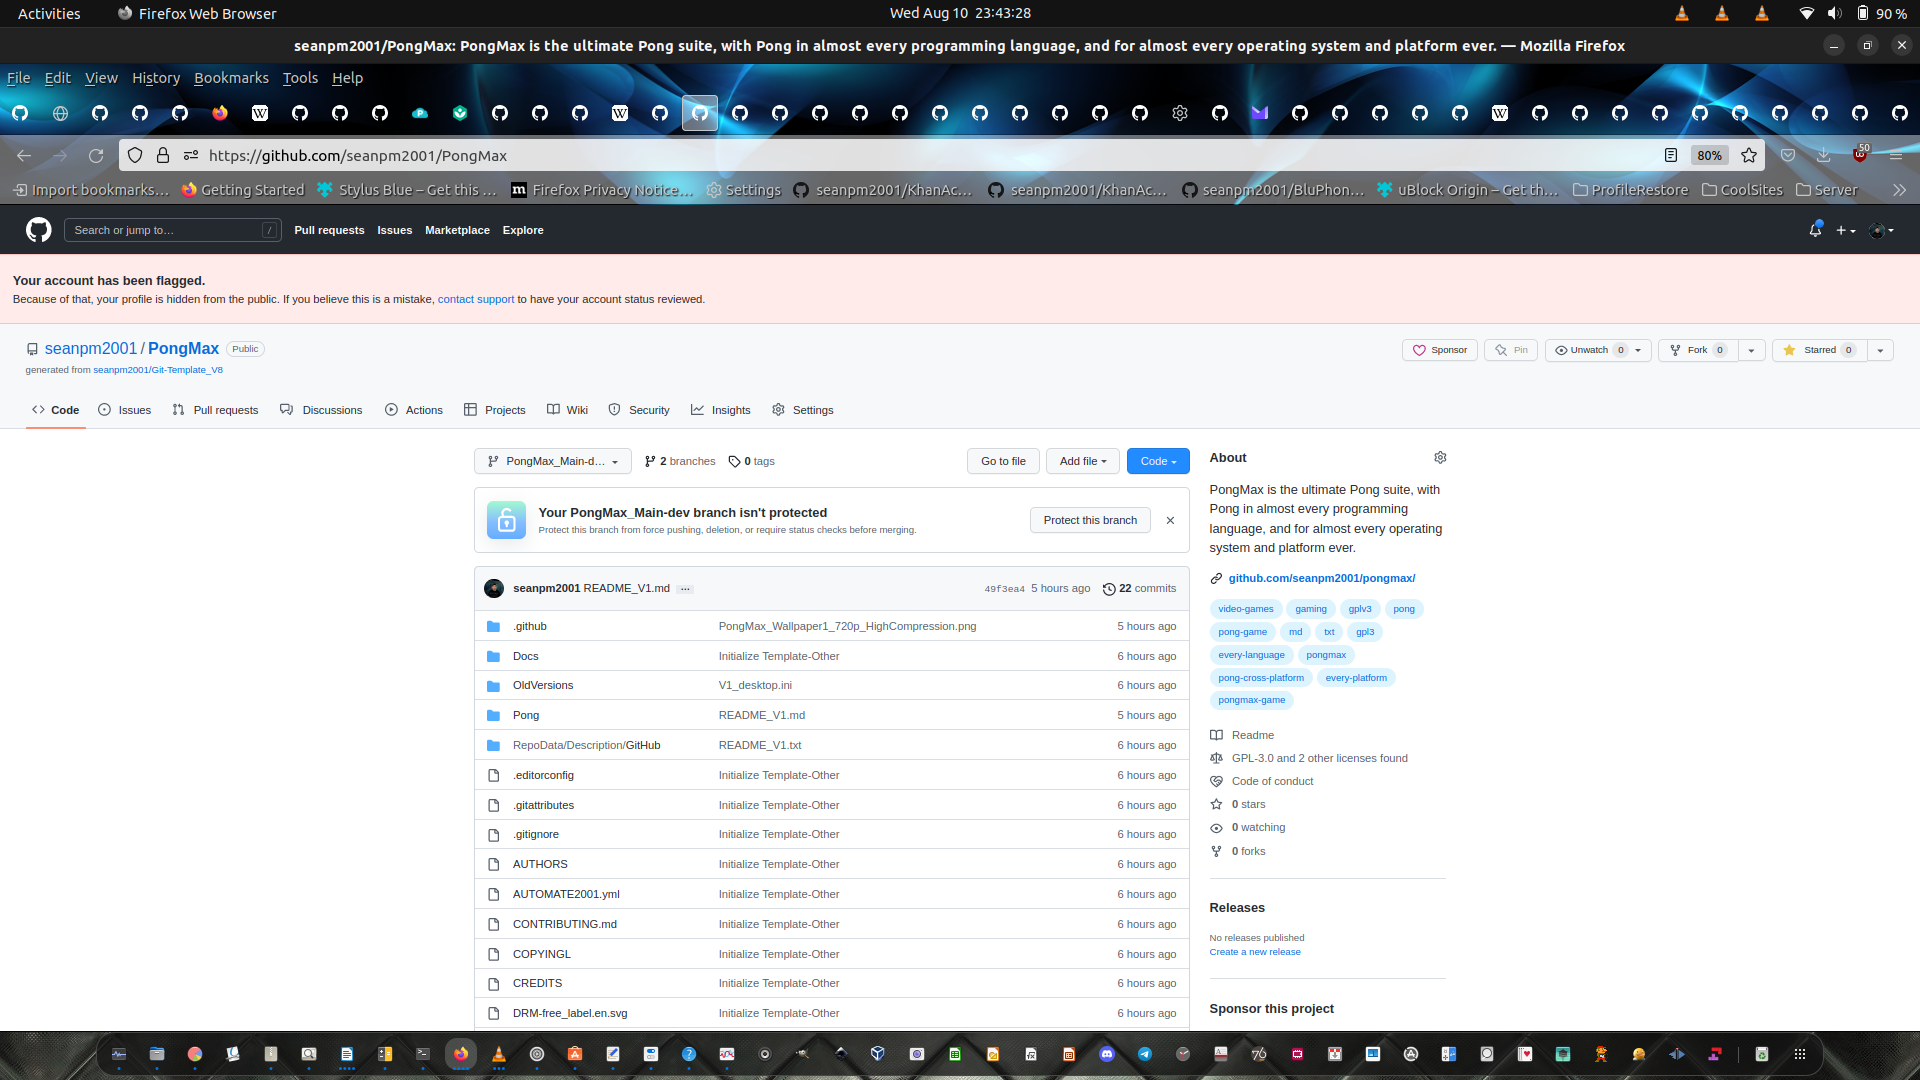 Activities Firefox Web Browser Wed Aug 10 23:43:28 90 %
seanpm2001/PongMax: PongMax is the ultimate Pong suite, with Pong in almost every programming language, and for almost every operating system and platform ever. — Mozilla Firefox
File Edit View History Bookmarks Tools Help
https://github.com/seanpm2001/PongMax 80% 50
Import bookmarks… Getting Started Stylus Blue – Get this … Firefox Privacy Notice… Settings seanpm2001/KhanAc… seanpm2001/KhanAc… seanpm2001/BluPhon… uBlock Origin – Get th… ProfileRestore CoolSites Server
Search or jump to… / Pull requests Issues Marketplace Explore
Your account has been flagged.
Because of that, your profile is hidden from the public. If you believe this is a mistake, contact support to have your account status reviewed.
seanpm2001 / PongMax Public Sponsor Pin Unwatch 0 Fork 0 Starred 0
generated from seanpm2001/Git-Template_V8
Code Issues Pull requests Discussions Actions Projects Wiki Security Insights Settings
PongMax_Main-d… 2 branches 0 tags Go to file Add file Code
Your PongMax_Main-dev branch isn't protected
Protect this branch from force pushing, deletion, or require status checks before merging.
Protect this branch
seanpm2001 README_V1.md … 49f3ea4 5 hours ago 22 commits
.github PongMax_Wallpaper1_720p_HighCompression.png 5 hours ago
Docs Initialize Template-Other 6 hours ago
OldVersions V1_desktop.ini 6 hours ago
Pong README_V1.md 5 hours ago
RepoData/Description/GitHub README_V1.txt 6 hours ago
.editorconfig Initialize Template-Other 6 hours ago
.gitattributes Initialize Template-Other 6 hours ago
.gitignore Initialize Template-Other 6 hours ago
AUTHORS Initialize Template-Other 6 hours ago
AUTOMATE2001.yml Initialize Template-Other 6 hours ago
CONTRIBUTING.md Initialize Template-Other 6 hours ago
COPYINGL Initialize Template-Other 6 hours ago
CREDITS Initialize Template-Other 6 hours ago
DRM-free_label.en.svg Initialize Template-Other 6 hours ago
About
PongMax is the ultimate Pong suite, with
Pong in almost every programming
language, and for almost every operating
system and platform ever.
github.com/seanpm2001/pongmax/
video-games gaming gplv3 pong
pong-game md txt gpl3
every-language pongmax
pong-cross-platform every-platform
pongmax-game
Readme
GPL-3.0 and 2 other licenses found
Code of conduct
0 stars
0 watching
0 forks
Releases
No releases published
Create a new release
Sponsor this project